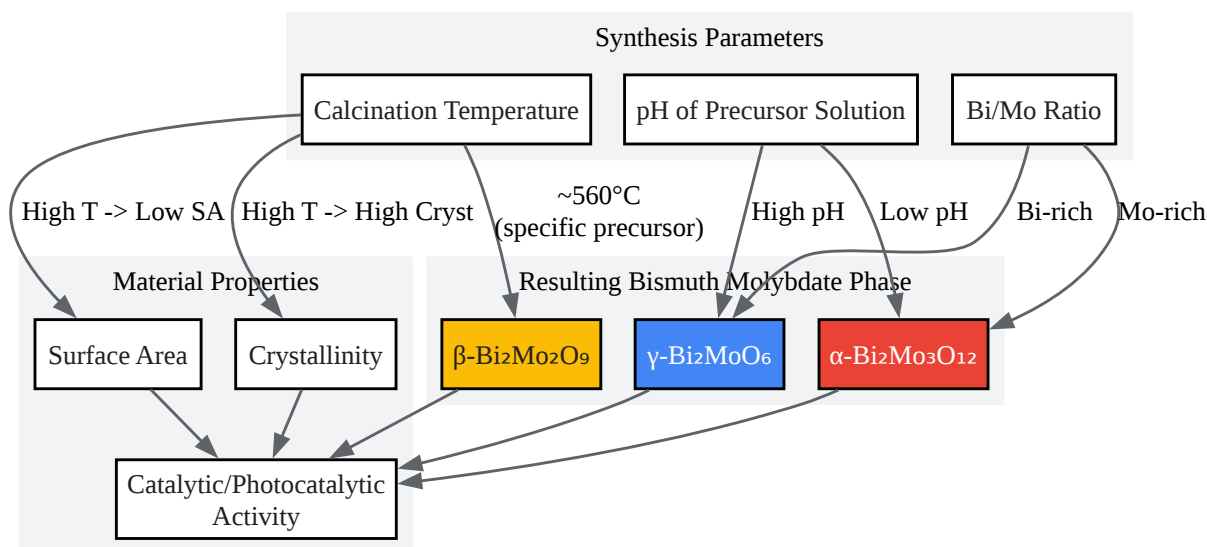 Synthesis Parameters
Calcination Temperature
pH of Precursor Solution
Bi/Mo Ratio
High T -> Low SA
High T -> High Cryst
~560°C
(specific precursor)
High pH
Low pH
Bi-rich
Mo-rich
Material Properties
Resulting Bismuth Molybdate Phase
Surface Area
Crystallinity
β-Bi₂Mo₂O₉
γ-Bi₂MoO₆
α-Bi₂Mo₃O₁₂
Catalytic/Photocatalytic
Activity